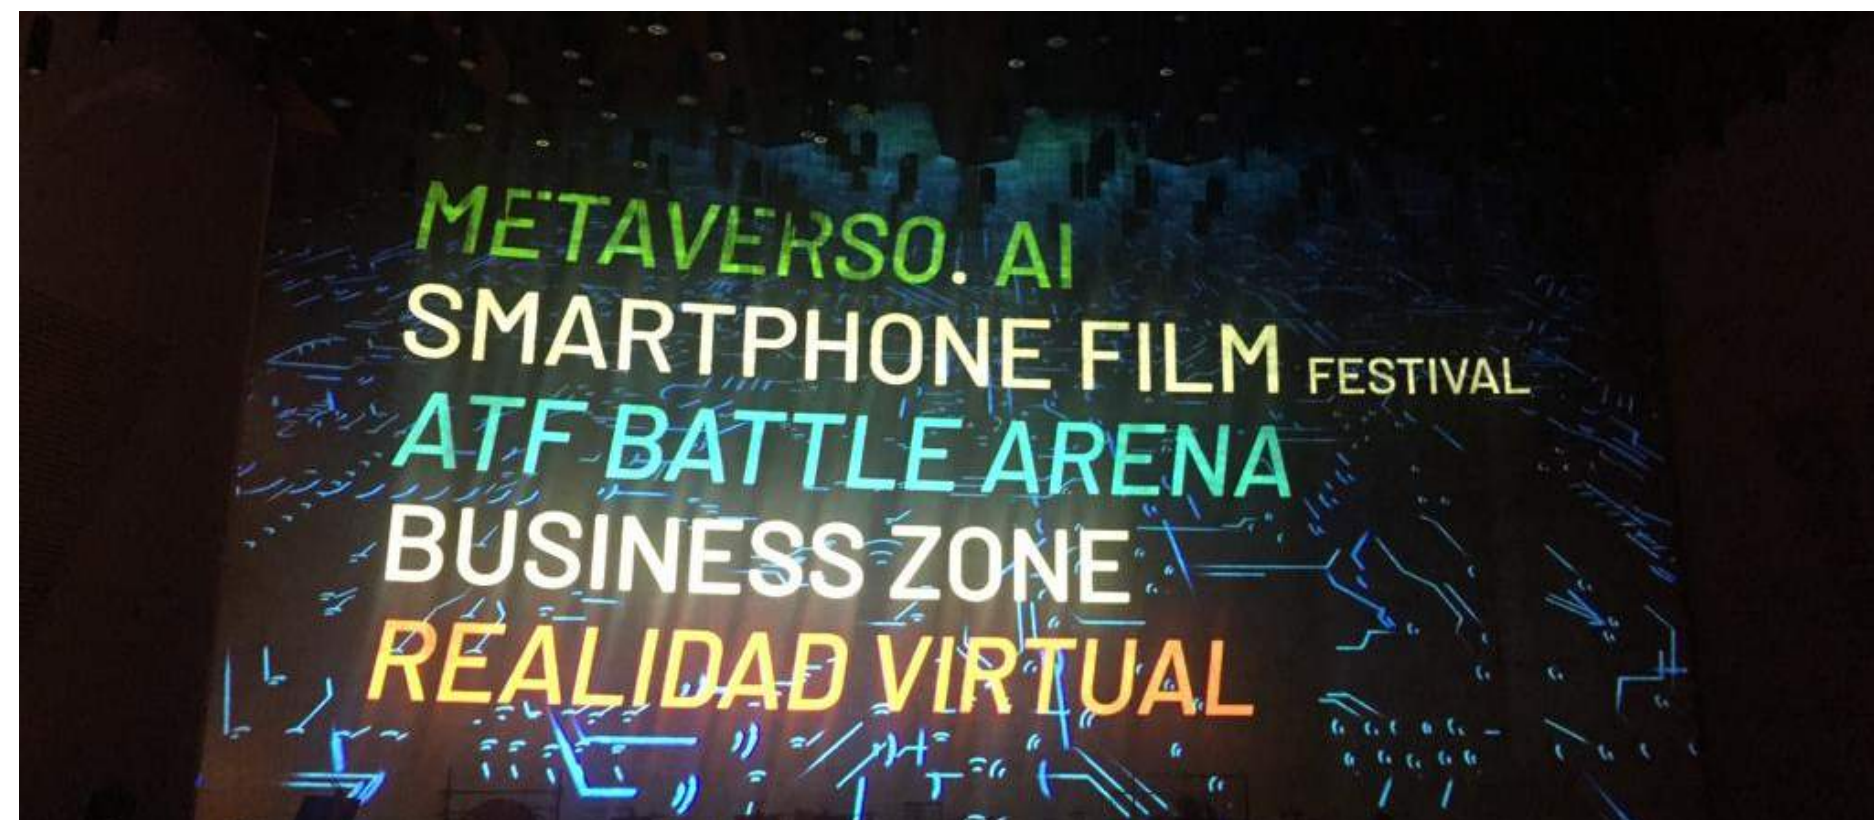 METAVERSO. AI
SMARTPHONE FILM FESTIVAL
ATF BATTLE ARENA
BUSINESS ZONE
REALIDAD VIRTUAL